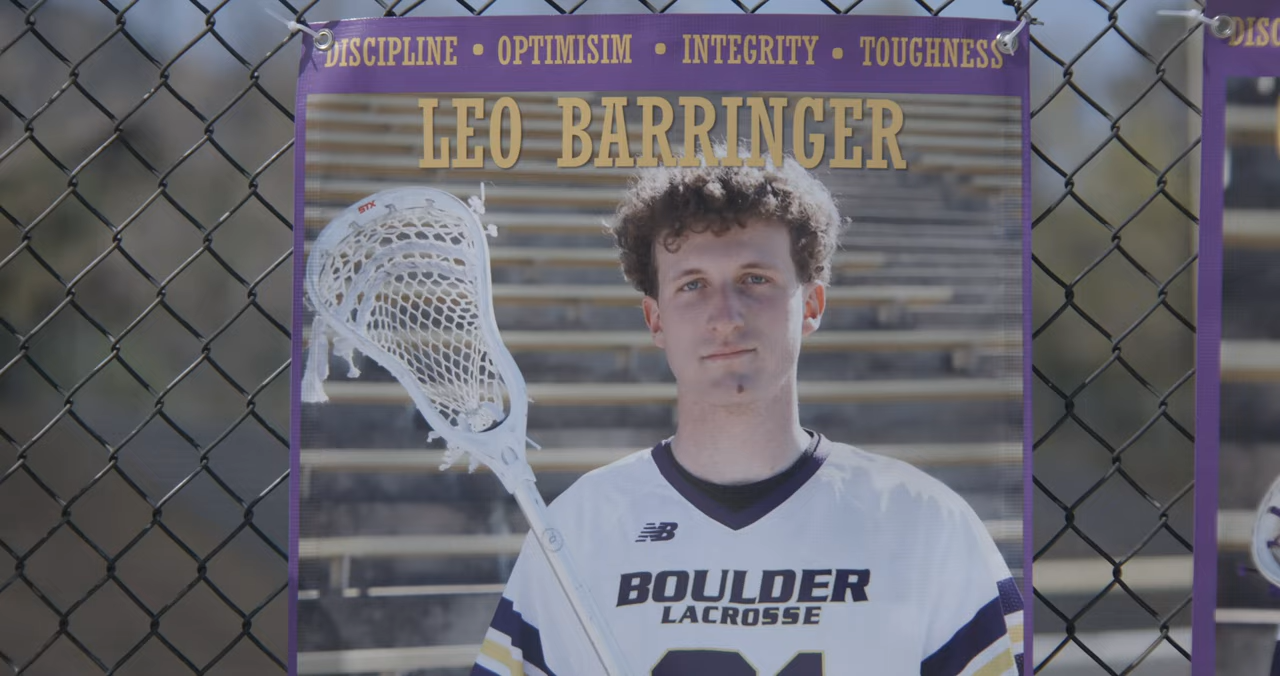 DISCIPLINE • OPTIMISIM • INTEGRITY • TOUGHNESS
LEO BARRINGER
STX
NB
BOULDER
LACROSSE